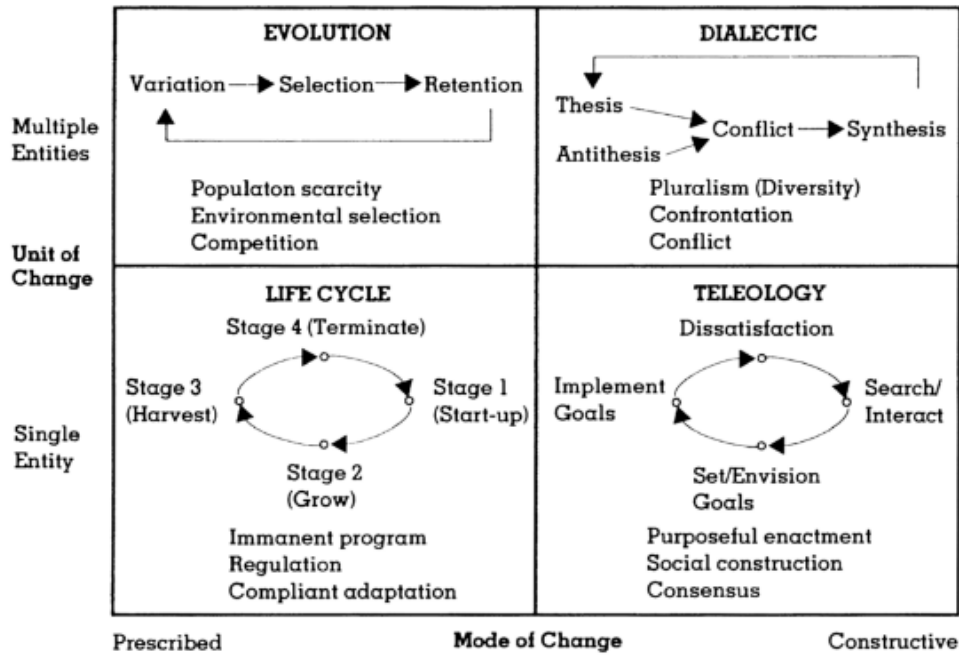 EVOLUTION
Variation Selection Retention
Populaton scarcity
Environmental selection
Competition
DIALECTIC
Thesis
Antithesis
Conflict Synthesis
Pluralism (Diversity)
Confrontation
Conflict
Multiple
Entities
Unit of
Change
LIFE CYCLE
Stage 4 (Terminate)
Stage 3
(Harvest)
Stage 1
(Start-up)
Stage 2
(Grow)
Immanent program
Regulation
Compliant adaptation
TELEOLOGY
Dissatisfaction
Implement
Goals
Search/
Interact
Set/Envision
Goals
Purposeful enactment
Social construction
Consensus
Single
Entity
Prescribed Mode of Change Constructive